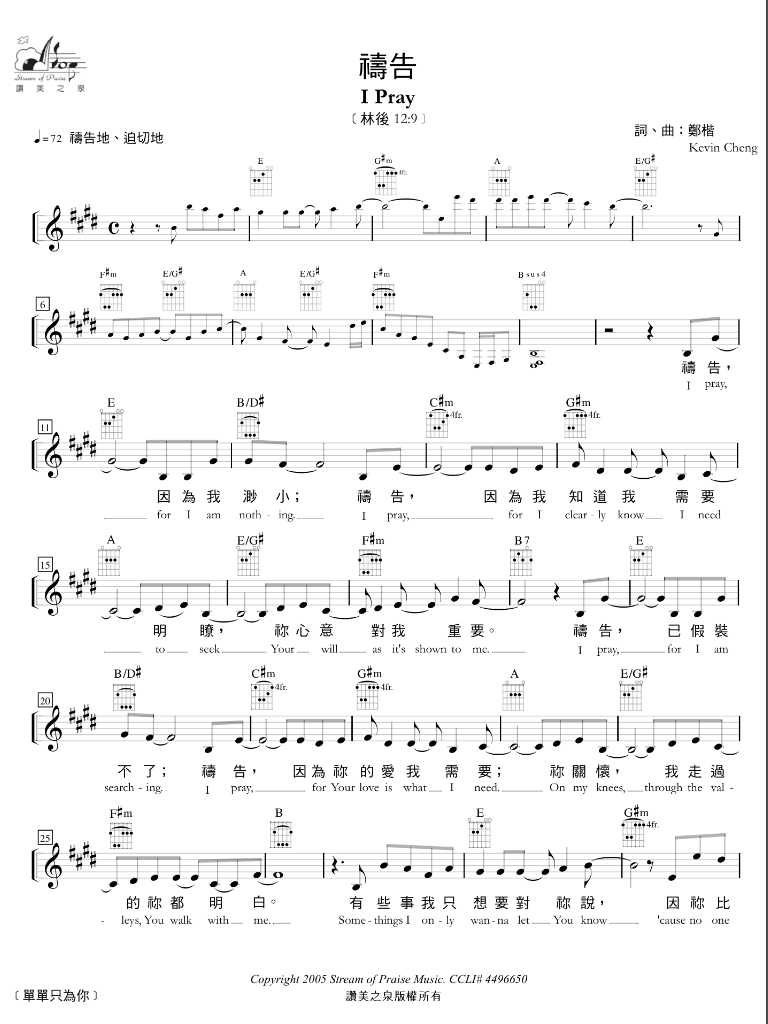 Stream of Praise
讚美之泉
禱告
I Pray
〔林後 12:9〕
♩= 72 禱告地、迫切地
詞、曲：鄭楷
Kevin Cheng
E G#m 4fr. A E/G#
F#m E/G# A E/G# F#m Bsus4
6
禱 告，
I pray,
E B/D# C#m 4fr. G#m 4fr.
11
因 為 我 渺 小； 禱 告， 因 為 我 知 道 我 需 要
for I am noth - ing. I pray, for I clear - ly know I need
A E/G# F#m B7 E
15
明 瞭， 祢 心 意 對 我 重 要。 禱 告， 已 假 裝
to seek Your will as it's shown to me. I pray, for I am
B/D# C#m 4fr. G#m 4fr. A E/G#
20
不 了； 禱 告， 因 為 祢 的 愛 我 需 要； 祢 關 懷， 我 走 過
search - ing. I pray, for Your love is what I need. On my knees, through the val -
F#m B E G#m 4fr.
25
的 祢 都 明 白。 有 些 事 我 只 想 要 對 祢 說， 因 祢 比
- leys, You walk with me. Some - things I on - ly wan - na let You know 'cause no one
Copyright 2005 Stream of Praise Music. CCLI# 4496650
〔單單只為你〕
讚美之泉版權所有